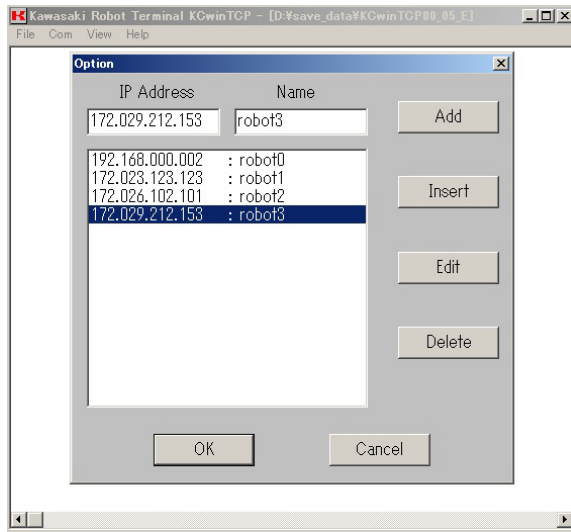 Kawasaki Robot Terminal KCwinTCP - [D:¥save_data¥KCwinTCP00_05_E]
File Com View Help
Option
IP Address Name
172.029.212.153 robot3
Add
192.168.000.002 : robot0
172.023.123.123 : robot1
172.026.102.101 : robot2
172.029.212.153 : robot3
Insert
Edit
Delete
OK Cancel